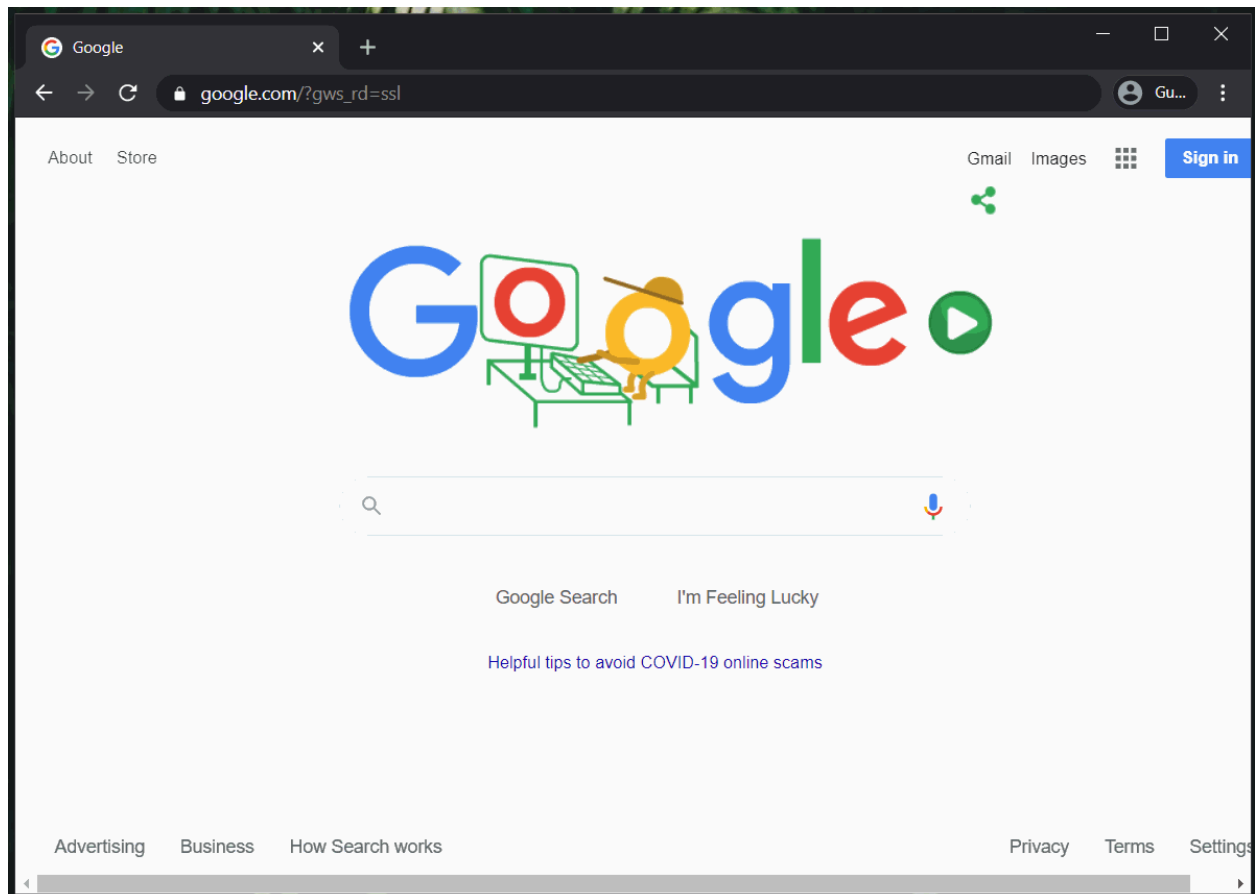 Google
google.com/?gws_rd=ssl
Gu...
About Store
Gmail Images Sign in
Google
Google Search I'm Feeling Lucky
Helpful tips to avoid COVID-19 online scams
Advertising Business How Search works
Privacy Terms Settings